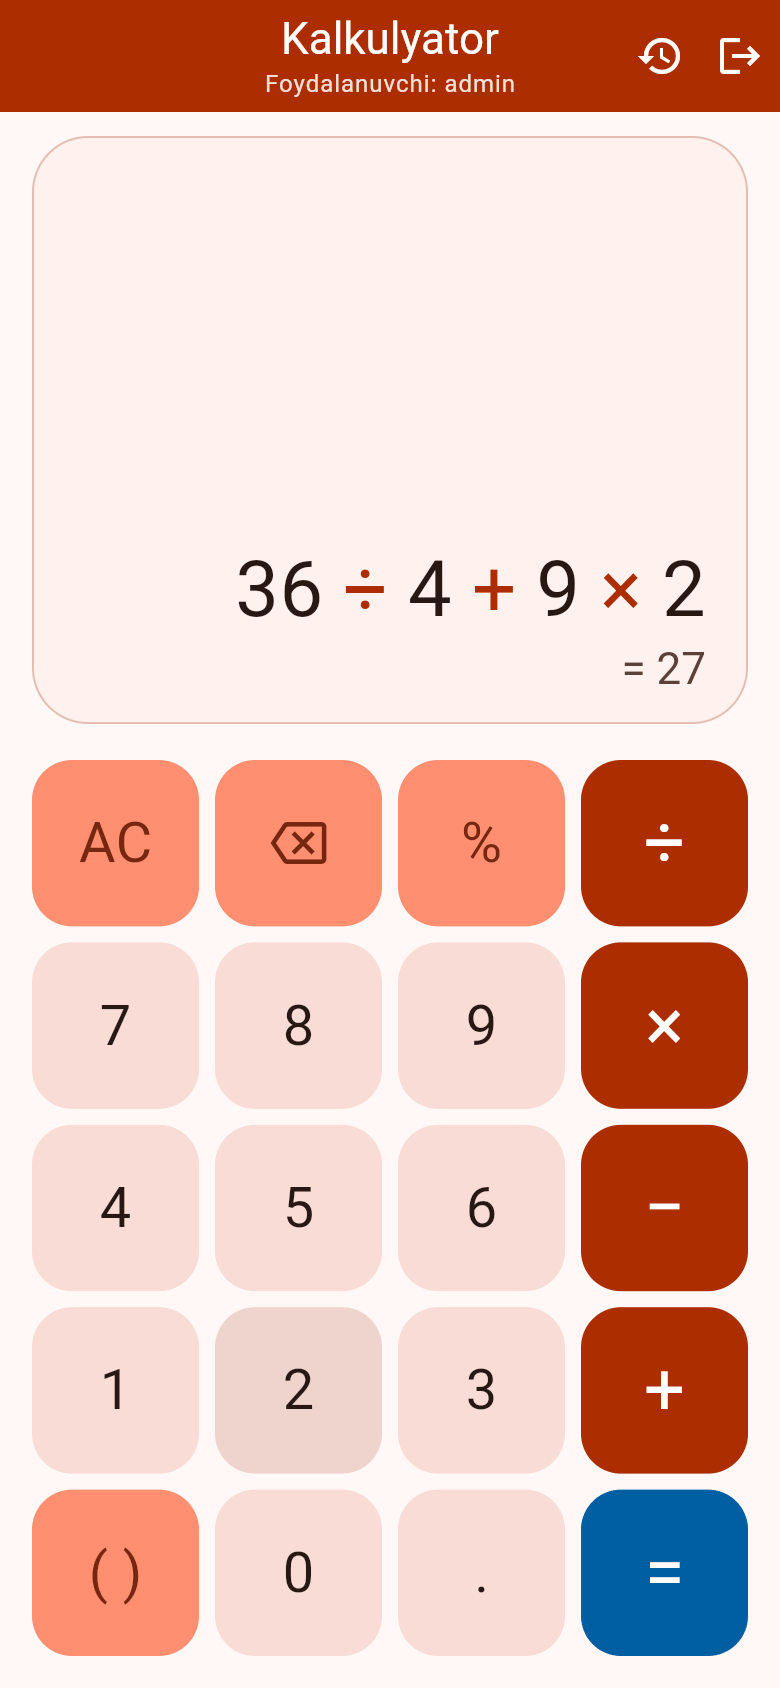 Kalkulyator
Foydalanuvchi: admin
36 ÷ 4 + 9 × 2
= 27
AC % ÷
7 8 9 ×
4 5 6 −
1 2 3 +
( ) 0 . =